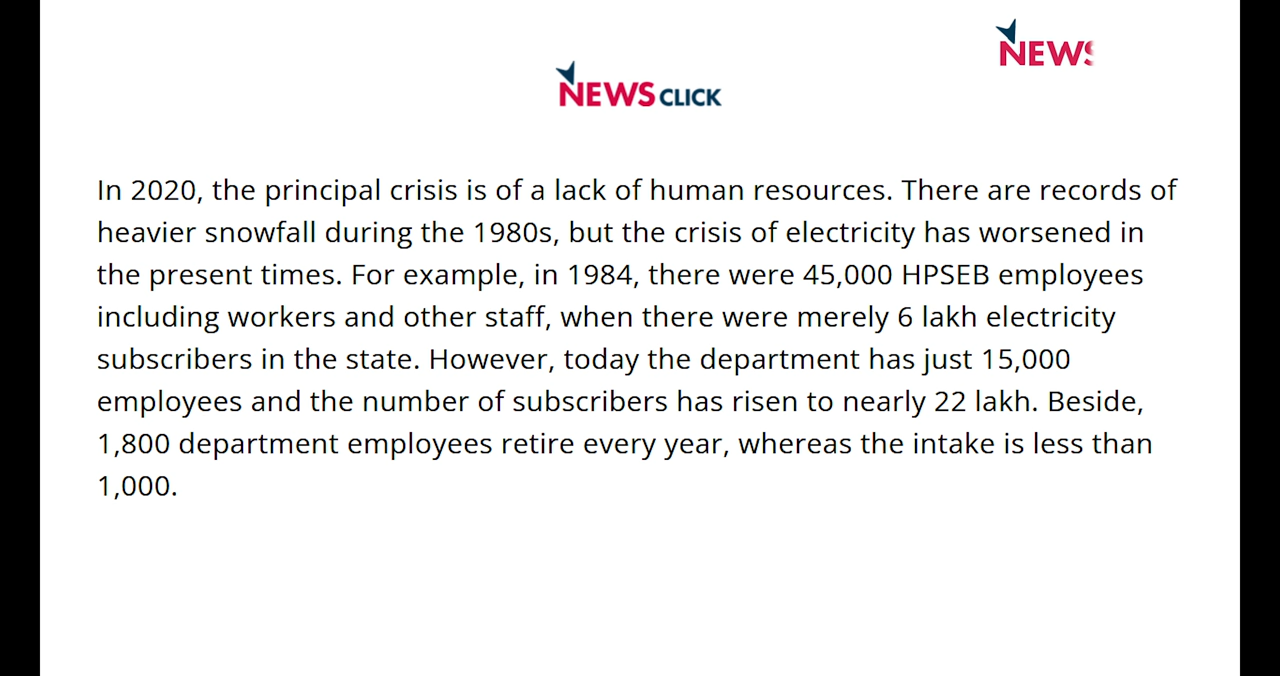 NEWS
NEWSCLICK
In 2020, the principal crisis is of a lack of human resources. There are records of
heavier snowfall during the 1980s, but the crisis of electricity has worsened in
the present times. For example, in 1984, there were 45,000 HPSEB employees
including workers and other staff, when there were merely 6 lakh electricity
subscribers in the state. However, today the department has just 15,000
employees and the number of subscribers has risen to nearly 22 lakh. Beside,
1,800 department employees retire every year, whereas the intake is less than
1,000.